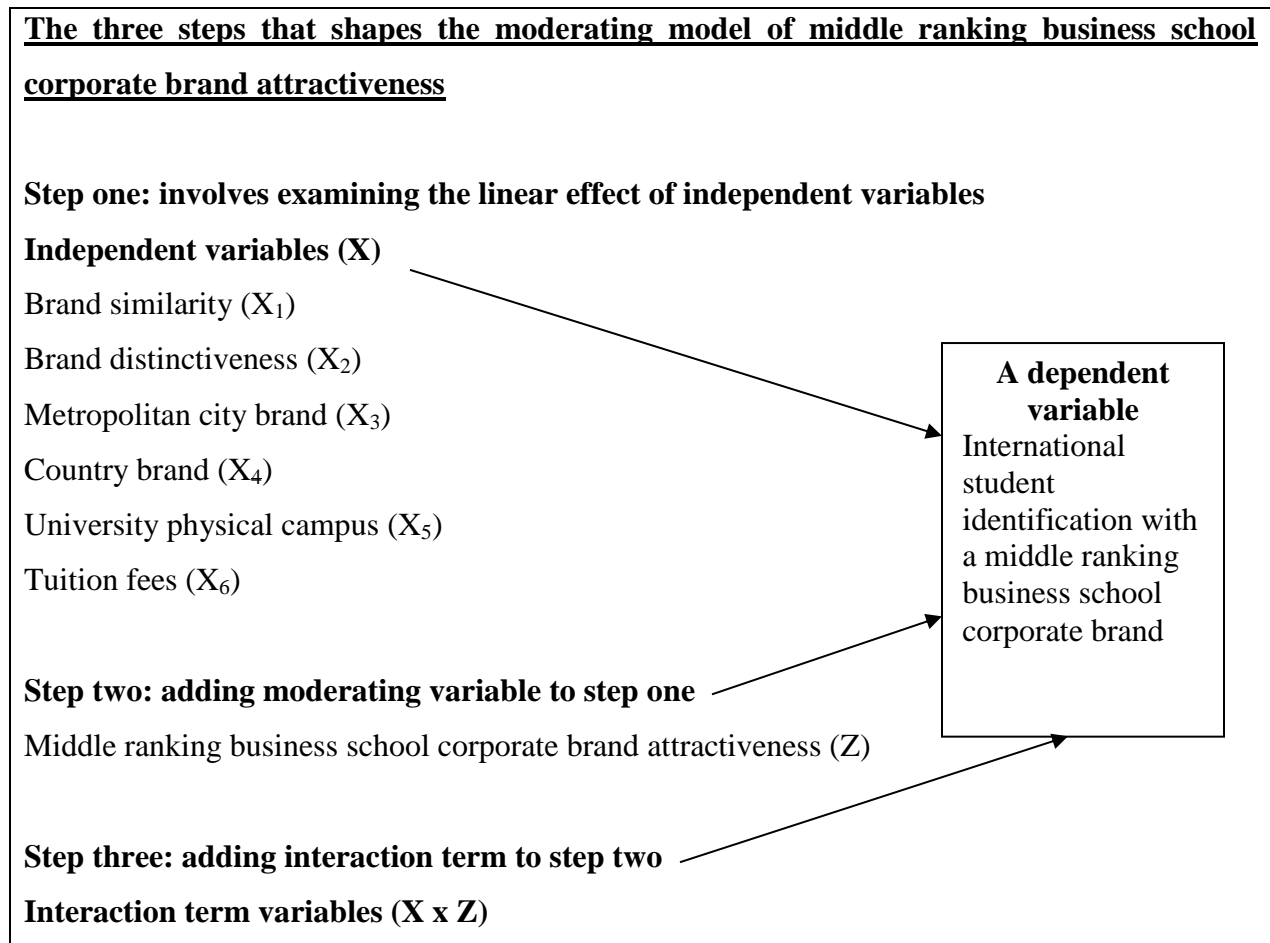 The three steps that shapes the moderating model of middle ranking business school
corporate brand attractiveness
Step one: involves examining the linear effect of independent variables
Independent variables (X)
Brand similarity (X₁)
Brand distinctiveness (X₂)
Metropolitan city brand (X₃)
Country brand (X₄)
University physical campus (X₅)
Tuition fees (X₆)
A dependent
variable
International
student
identification with
a middle ranking
business school
corporate brand
Step two: adding moderating variable to step one
Middle ranking business school corporate brand attractiveness (Z)
Step three: adding interaction term to step two
Interaction term variables (X x Z)